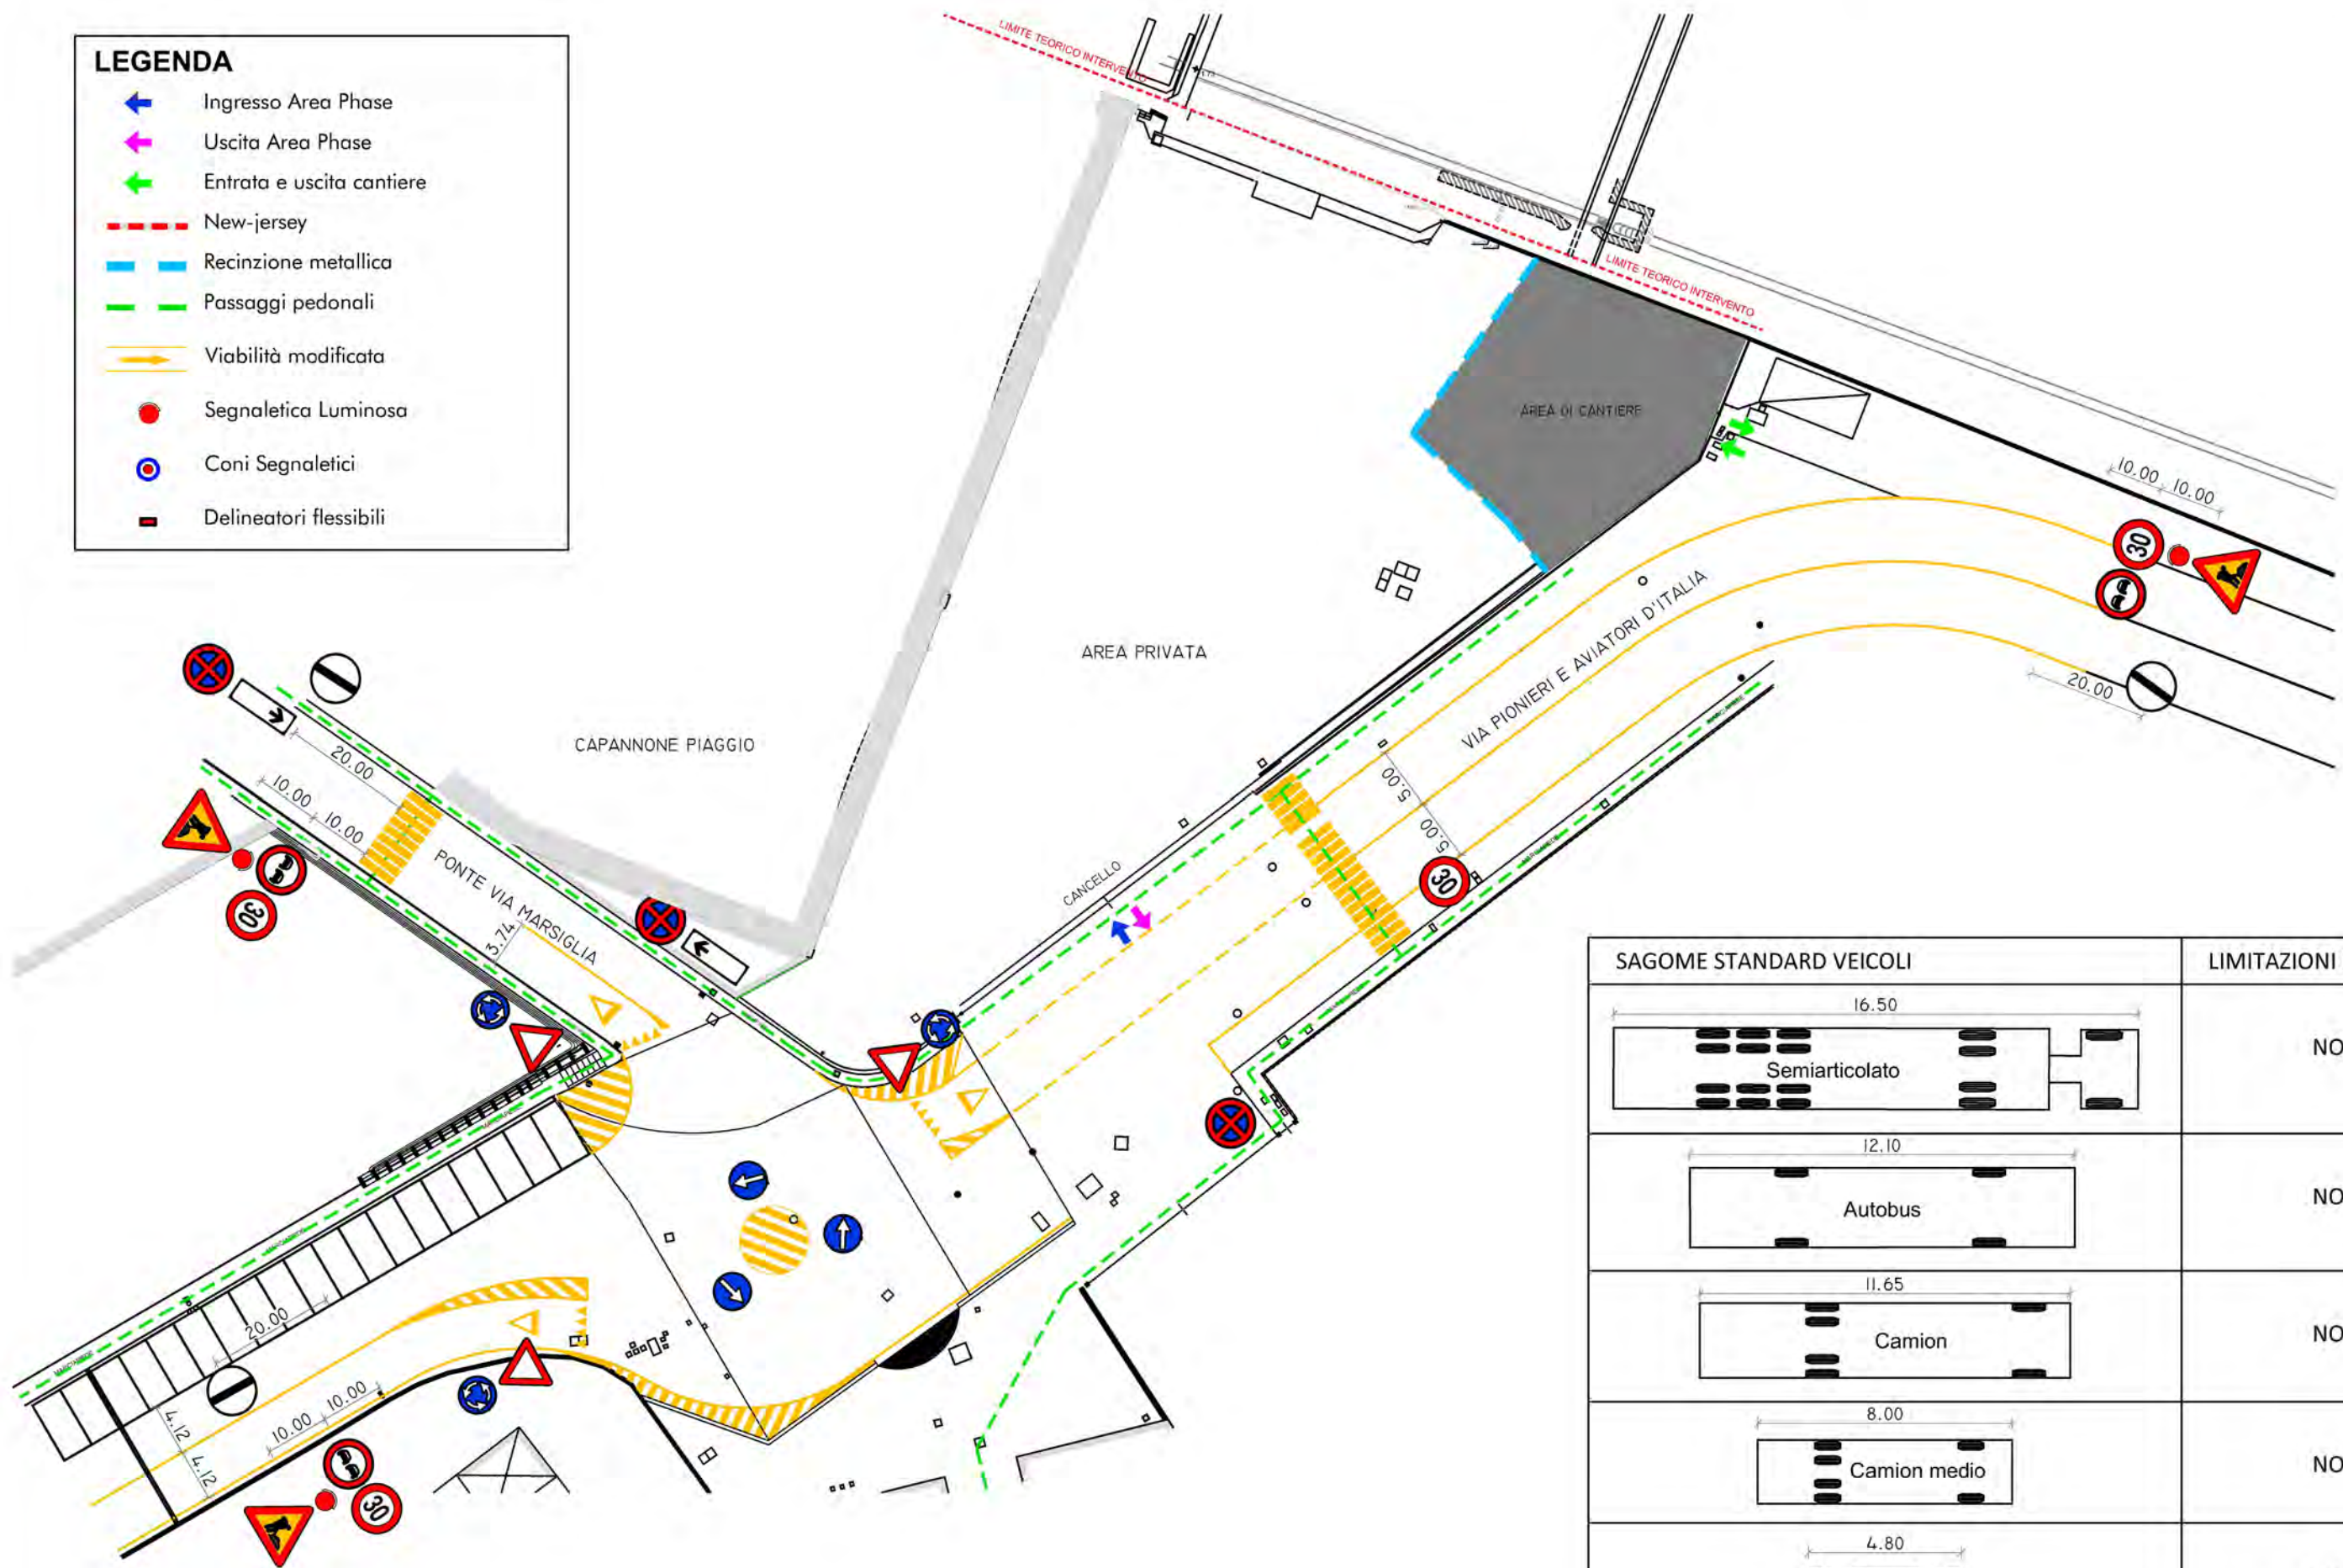 LEGENDA
Ingresso Area Phase
Uscita Area Phase
Entrata e uscita cantiere
New-jersey
Recinzione metallica
Passaggi pedonali
Viabilità modificata
Segnaletica Luminosa
Coni Segnaletici
Delineatori flessibili
LIMITE TEORICO INTERVENTO
LIMITE TEORICO INTERVENTO
AREA DI CANTIERE
10.00
10.00
30
20.00
VIA PIONIERI E AVIATORI D'ITALIA
AREA PRIVATA
CAPANNONE PIAGGIO
5.00
5.00
30
CANCELLO
20.00
10.00
10.00
30
PONTE VIA MARSIGLIA
3.74
MARCIAPIEDE
MARCIAPIEDE
20.00
10.00
10.00
4.12
4.12
30
SAGOME STANDARD VEICOLI
LIMITAZIONI
16.50
Semiarticolato
NO
12.10
Autobus
NO
11.65
Camion
NO
8.00
Camion medio
NO
4.80